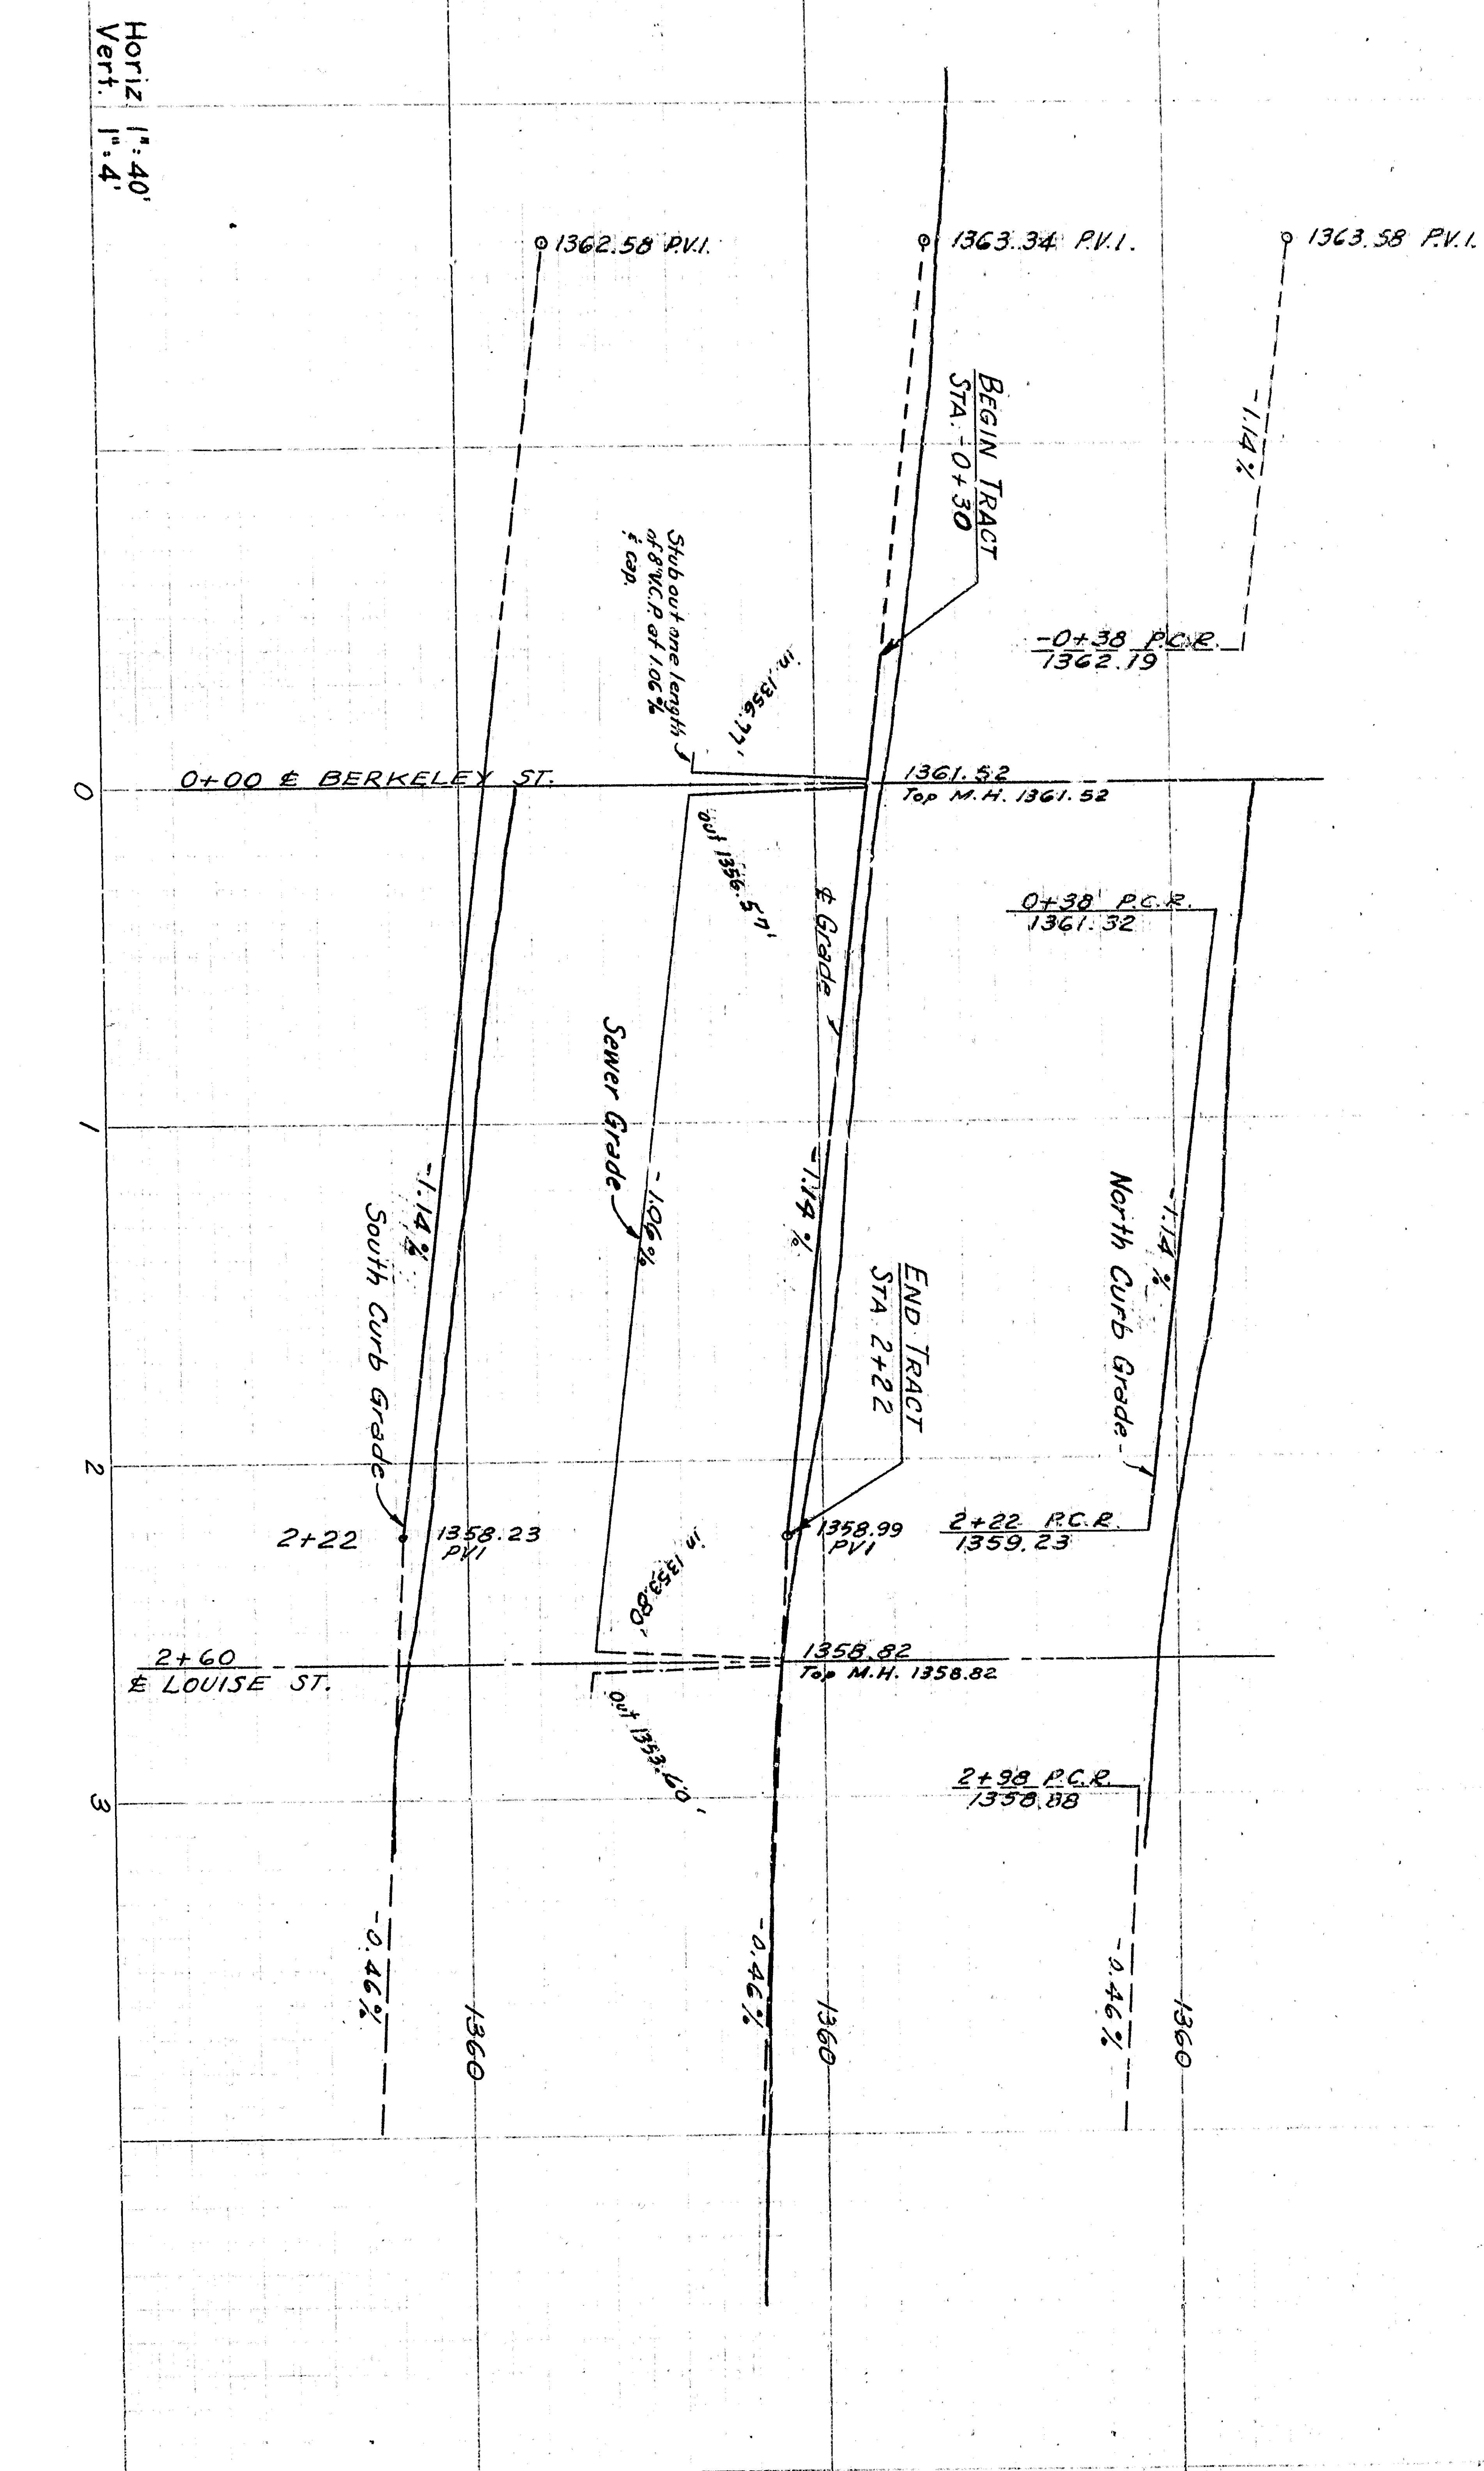 Horiz 1":40'
Vert. 1":4'
1362.58 P.V.I.
1363.34 P.V.I.
1363.58 P.V.I.
-1.14%
BEGIN TRACT
STA. -0+30
Stub out one length
of 8" V.C.P. at 1.06%
& cap.
in. 1356.77'
-0+38 P.C.R.
1362.19
0+00 ℄ BERKELEY ST.
1361.52
Top M.H. 1361.52
0
out 1356.57'
℄ Grade
0+38 P.C.R.
1361.32
Sewer Grade
1
-1.14%
South Curb Grade
-1.06%
-1.14%
END TRACT
STA. 2+22
North Curb Grade
-1.14%
2
2+22
1358.23
PVI
1358.99
PVI
2+22 P.C.R.
1359.23
in 1353.80'
2+60
℄ LOUISE ST.
1358.82
Top M.H. 1358.82
out 1353.60'
2+98 P.C.R.
1358.88
3
-0.46%
1360
-0.46%
1360
-0.46%
1360